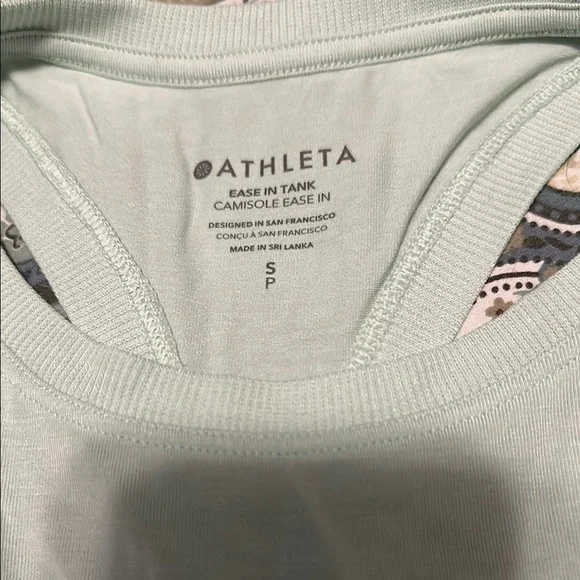 ATHLETA
EASE IN TANK
CAMISOLE EASE IN
DESIGNED IN SAN FRANCISCO
CONÇU À SAN FRANCISCO
MADE IN SRI LANKA
S
P